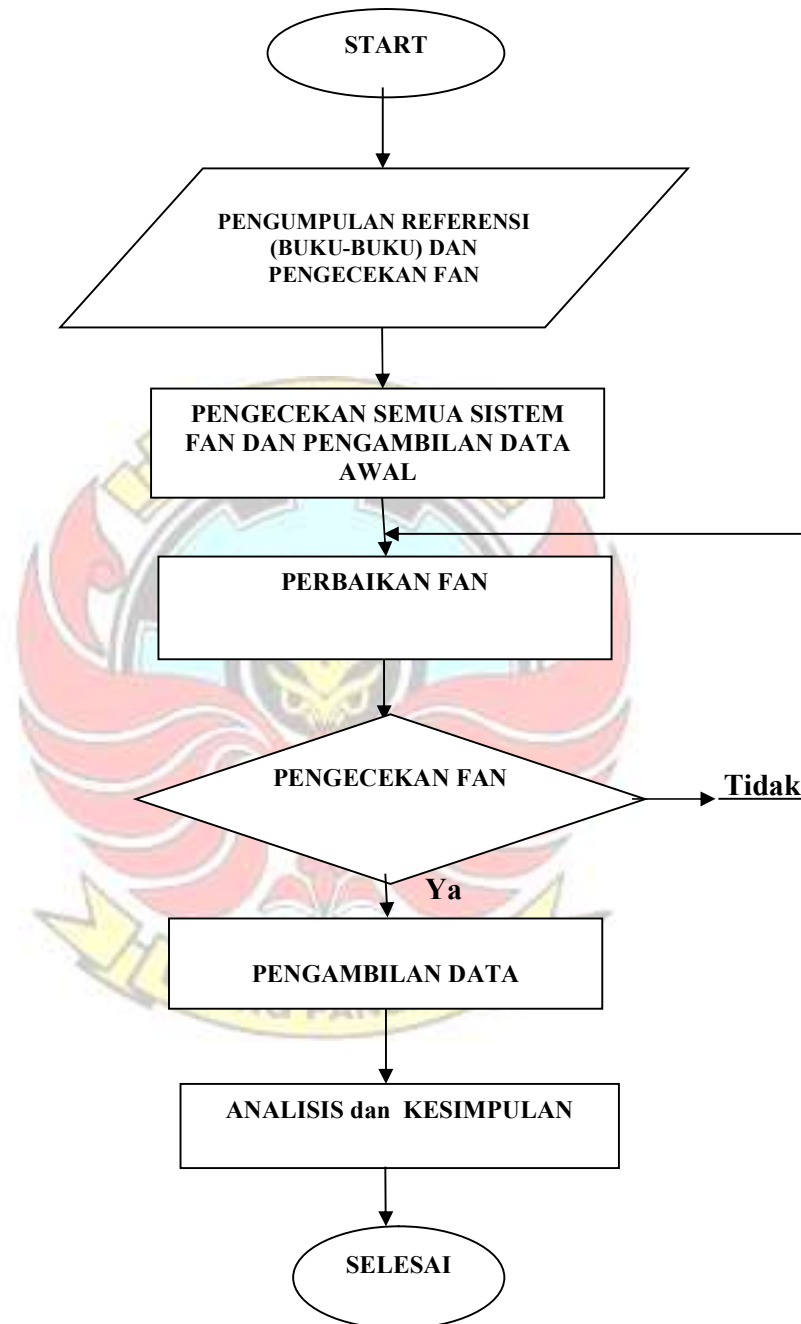 START
PENGUMPULAN REFERENSI
(BUKU-BUKU) DAN
PENGECEKAN FAN
PENGECEKAN SEMUA SISTEM
FAN DAN PENGAMBILAN DATA
AWAL
PERBAIKAN FAN
PENGECEKAN FAN
Tidak
Ya
PENGAMBILAN DATA
ANALISIS dan KESIMPULAN
SELESAI